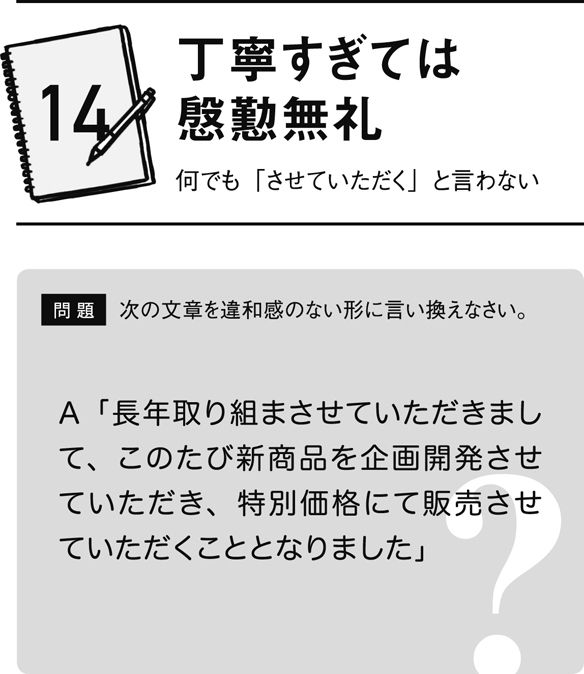 14
丁寧すぎては
慇懃無礼
何でも「させていただく」と言わない
問題 次の文章を違和感のない形に言い換えなさい。
A「長年取り組まさせていただきまし
て、このたび新商品を企画開発させ
ていただき、特別価格にて販売させ
ていただくこととなりました」
?